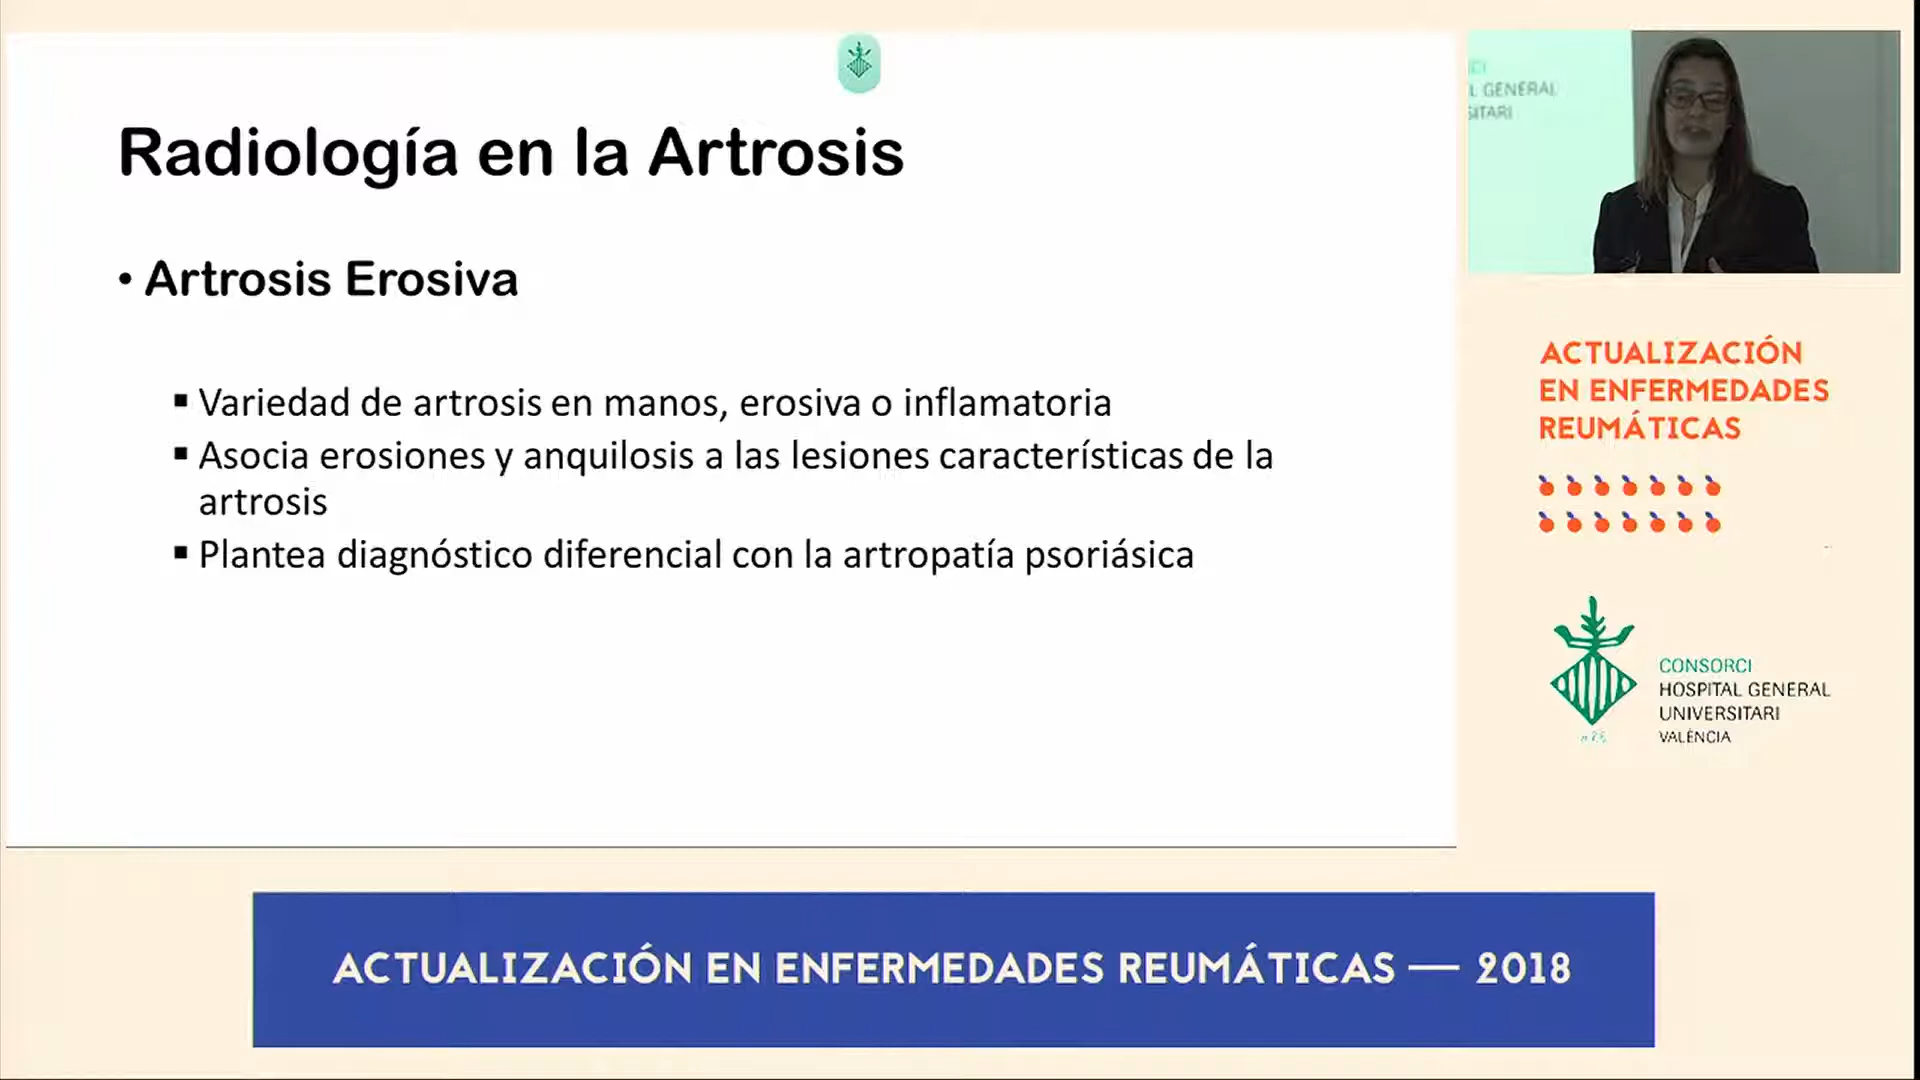 Radiología en la Artrosis
• Artrosis Erosiva
▪ Variedad de artrosis en manos, erosiva o inflamatoria
▪ Asocia erosiones y anquilosis a las lesiones características de la
artrosis
▪ Plantea diagnóstico diferencial con la artropatía psoriásica
L GENERAL
SITARI
ACTUALIZACIÓN
EN ENFERMEDADES
REUMÁTICAS
CONSORCI
HOSPITAL GENERAL
UNIVERSITARI
VALÈNCIA
ACTUALIZACIÓN EN ENFERMEDADES REUMÁTICAS — 2018